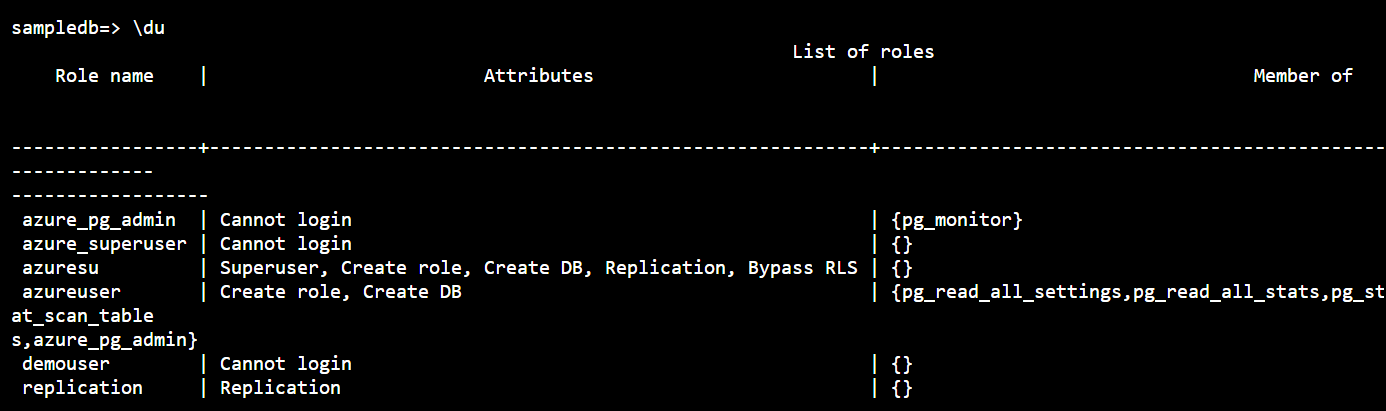 sampledb=> \du
List of roles
Role name | Attributes | Member of
-----------------+------------------------------------------------------------+-----------------------------------------------
-------------
------------------
azure_pg_admin | Cannot login | {pg_monitor}
azure_superuser | Cannot login | {}
azuresu | Superuser, Create role, Create DB, Replication, Bypass RLS | {}
azureuser | Create role, Create DB | {pg_read_all_settings,pg_read_all_stats,pg_st
at_scan_table
s,azure_pg_admin}
demouser | Cannot login | {}
replication | Replication | {}